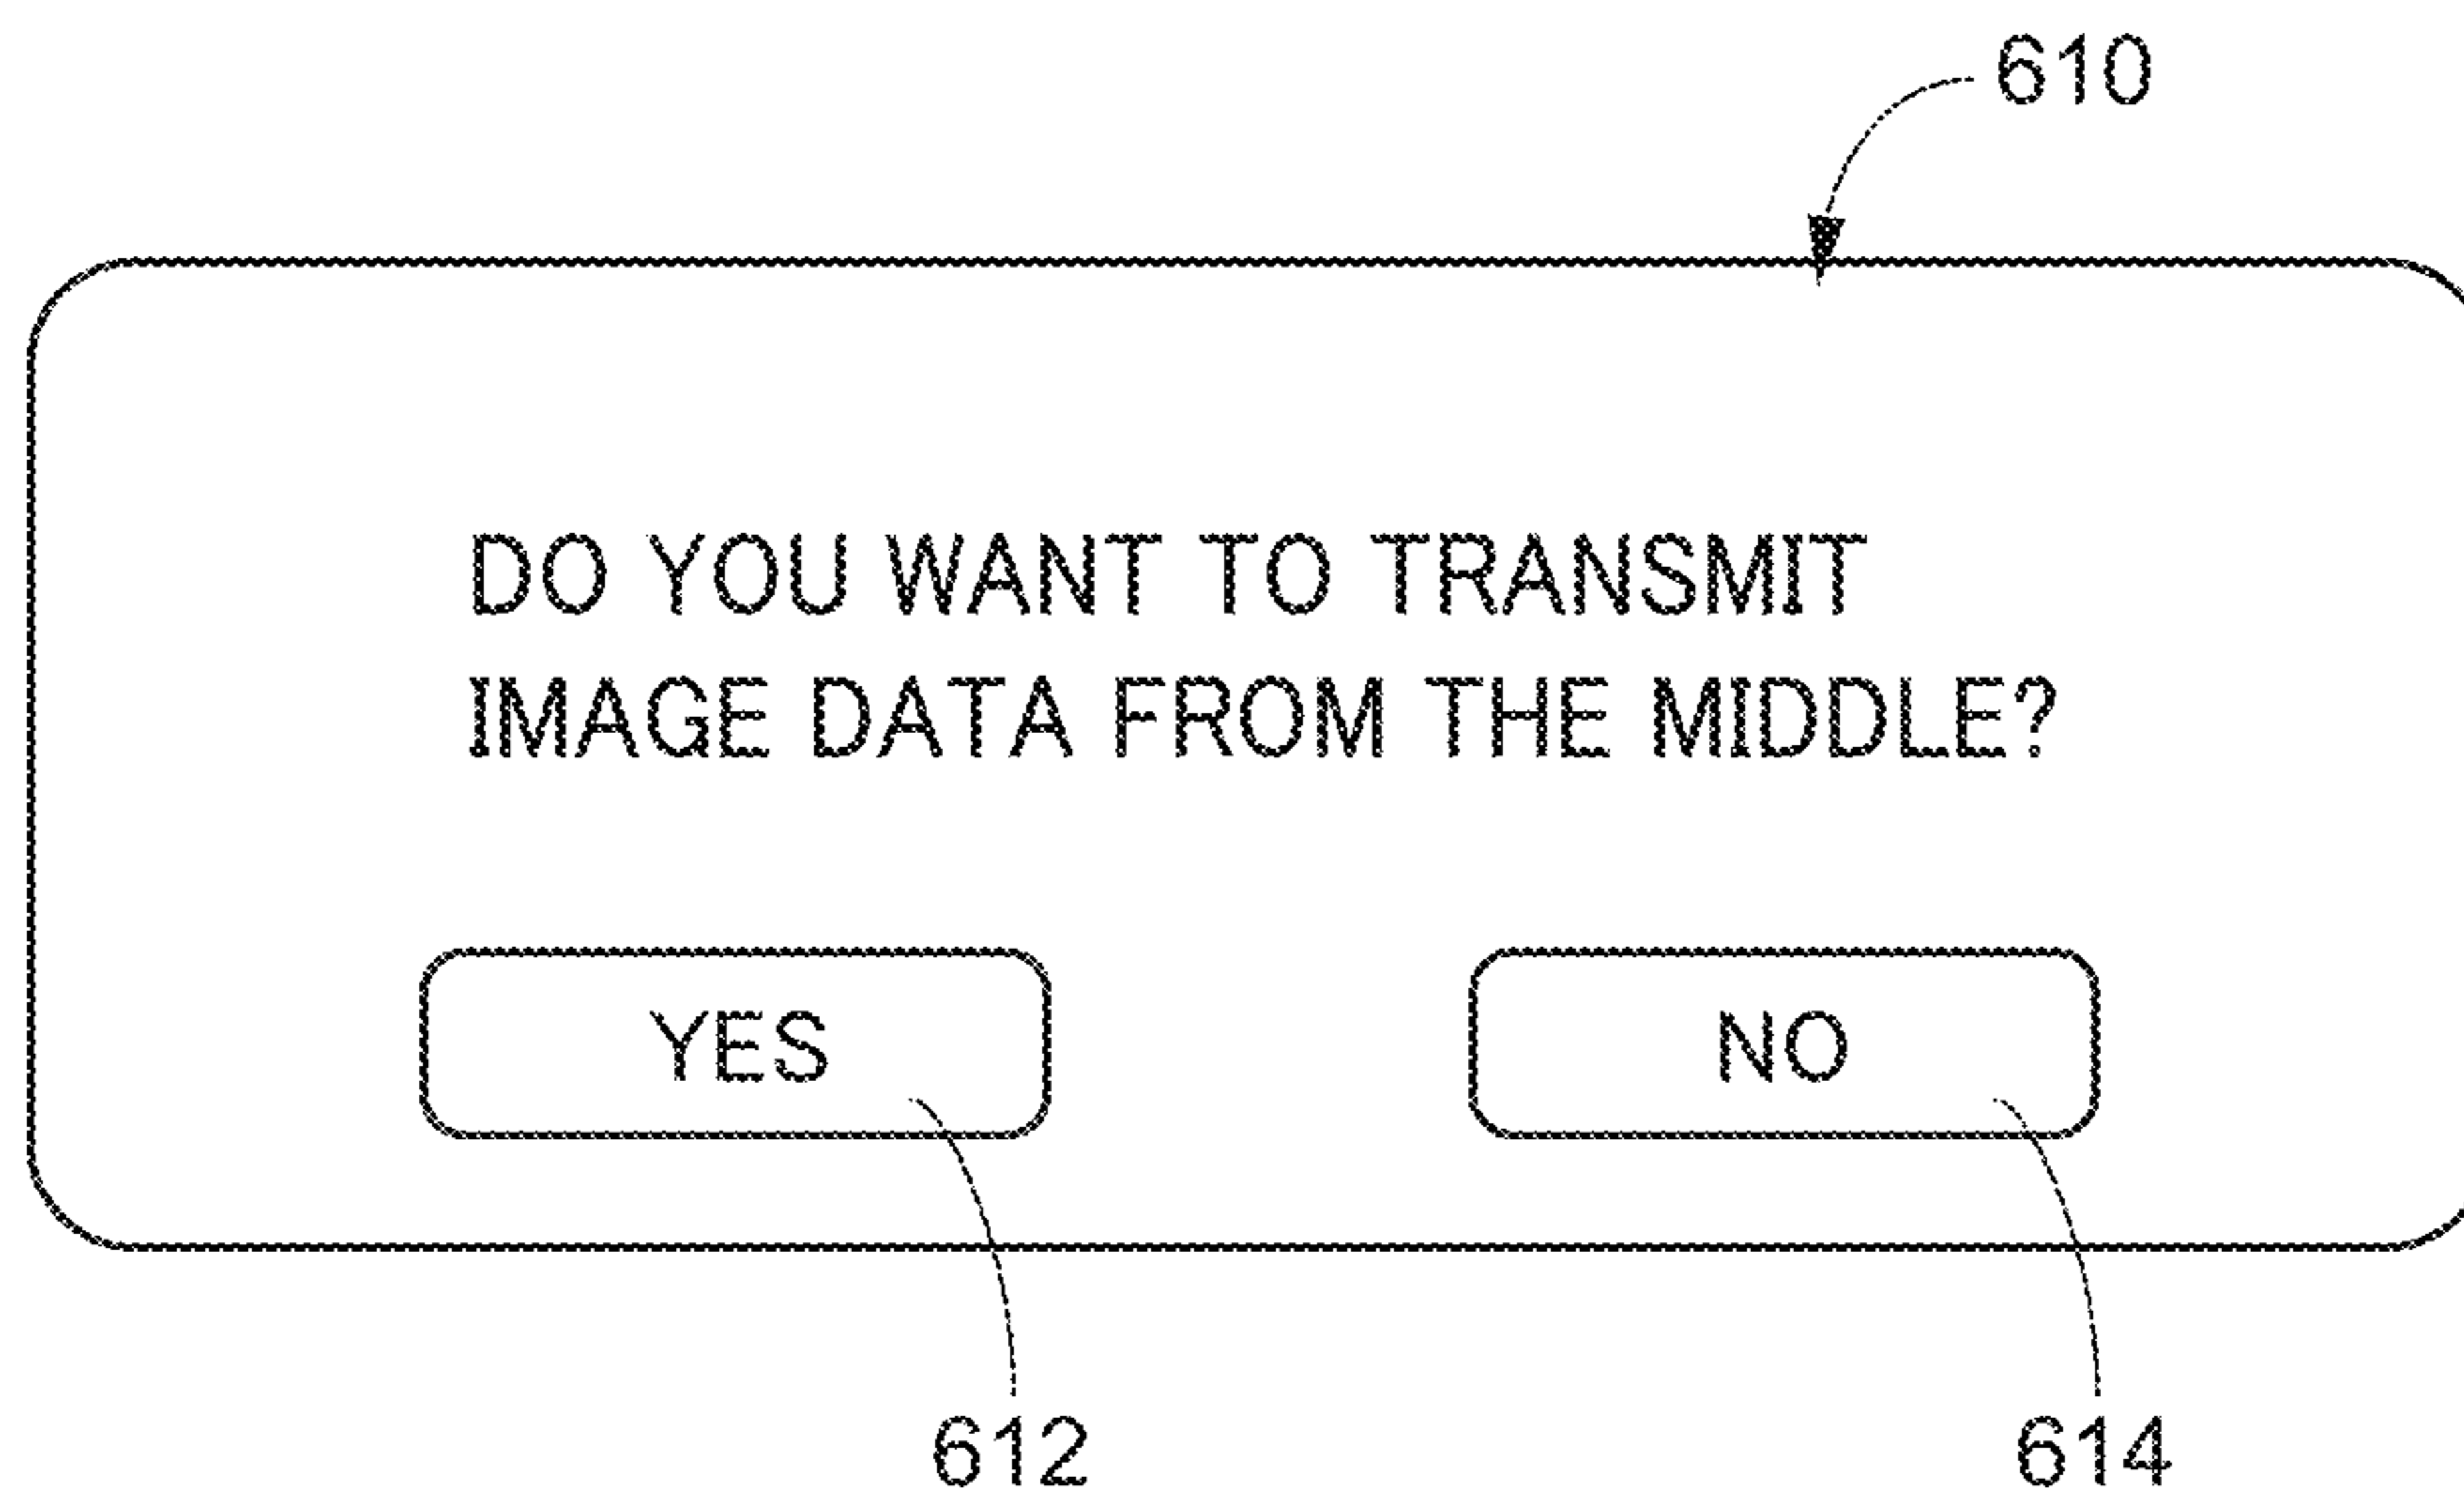 610
DO YOU WANT TO TRANSMIT
IMAGE DATA FROM THE MIDDLE?
YES
NO
612
614